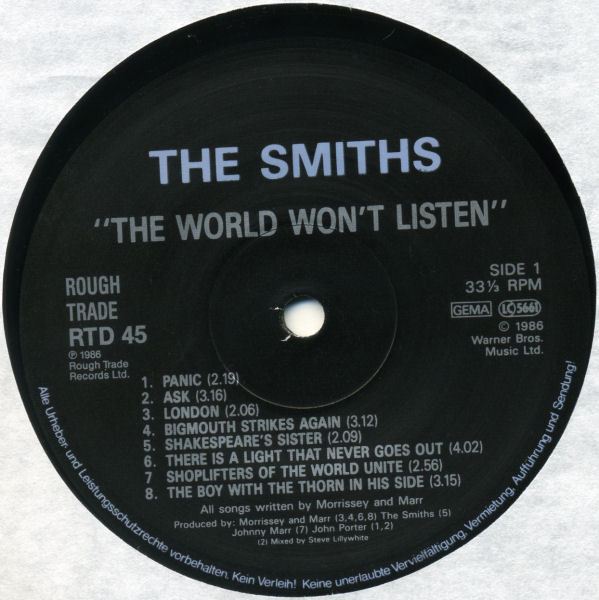 THE SMITHS
"THE WORLD WON'T LISTEN"
ROUGH
TRADE
RTD 45
℗ 1986
Rough Trade
Records Ltd.
SIDE 1
33⅓ RPM
GEMA LC 5661
© 1986
Warner Bros.
Music Ltd.
1. PANIC (2.19)
2. ASK (3.16)
3. LONDON (2.06)
4. BIGMOUTH STRIKES AGAIN (3.12)
5. SHAKESPEARE'S SISTER (2.09)
6. THERE IS A LIGHT THAT NEVER GOES OUT (4.02)
7 SHOPLIFTERS OF THE WORLD UNITE (2.56)
8. THE BOY WITH THE THORN IN HIS SIDE (3.15)
All songs written by Morrissey and Marr
Produced by: Morrissey and Marr (3,4,6,8) The Smiths (5)
Johnny Marr (7) John Porter (1,2)
(2) Mixed by Steve Lillywhite
Alle Urheber- und Leistungsschutzrechte vorbehalten. Kein Verleih! Keine unerlaubte Vervielfältigung, Vermietung, Aufführung und Sendung!